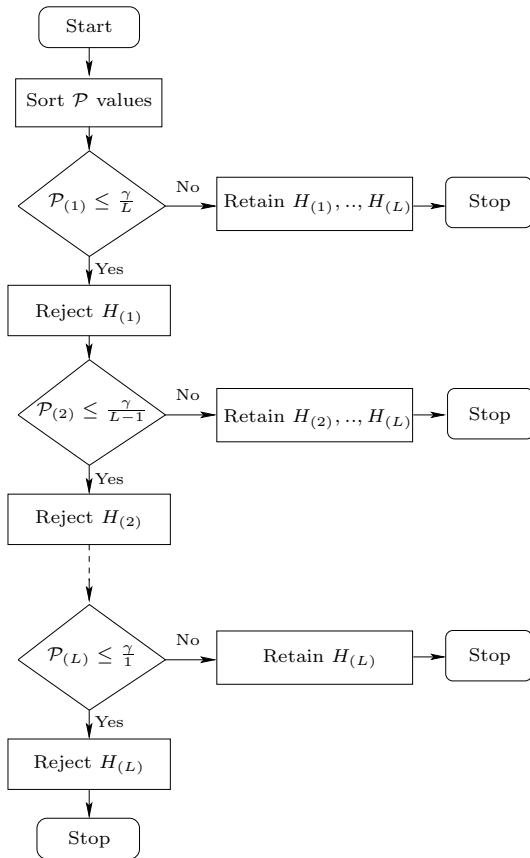 Start
Sort 𝒫 values
𝒫₍₁₎ ≤ γ/L
No
Retain H₍₁₎, .., H₍L₎
Stop
Yes
Reject H₍₁₎
𝒫₍₂₎ ≤ γ/(L−1)
No
Retain H₍₂₎, .., H₍L₎
Stop
Yes
Reject H₍₂₎
𝒫₍L₎ ≤ γ/1
No
Retain H₍L₎
Stop
Yes
Reject H₍L₎
Stop